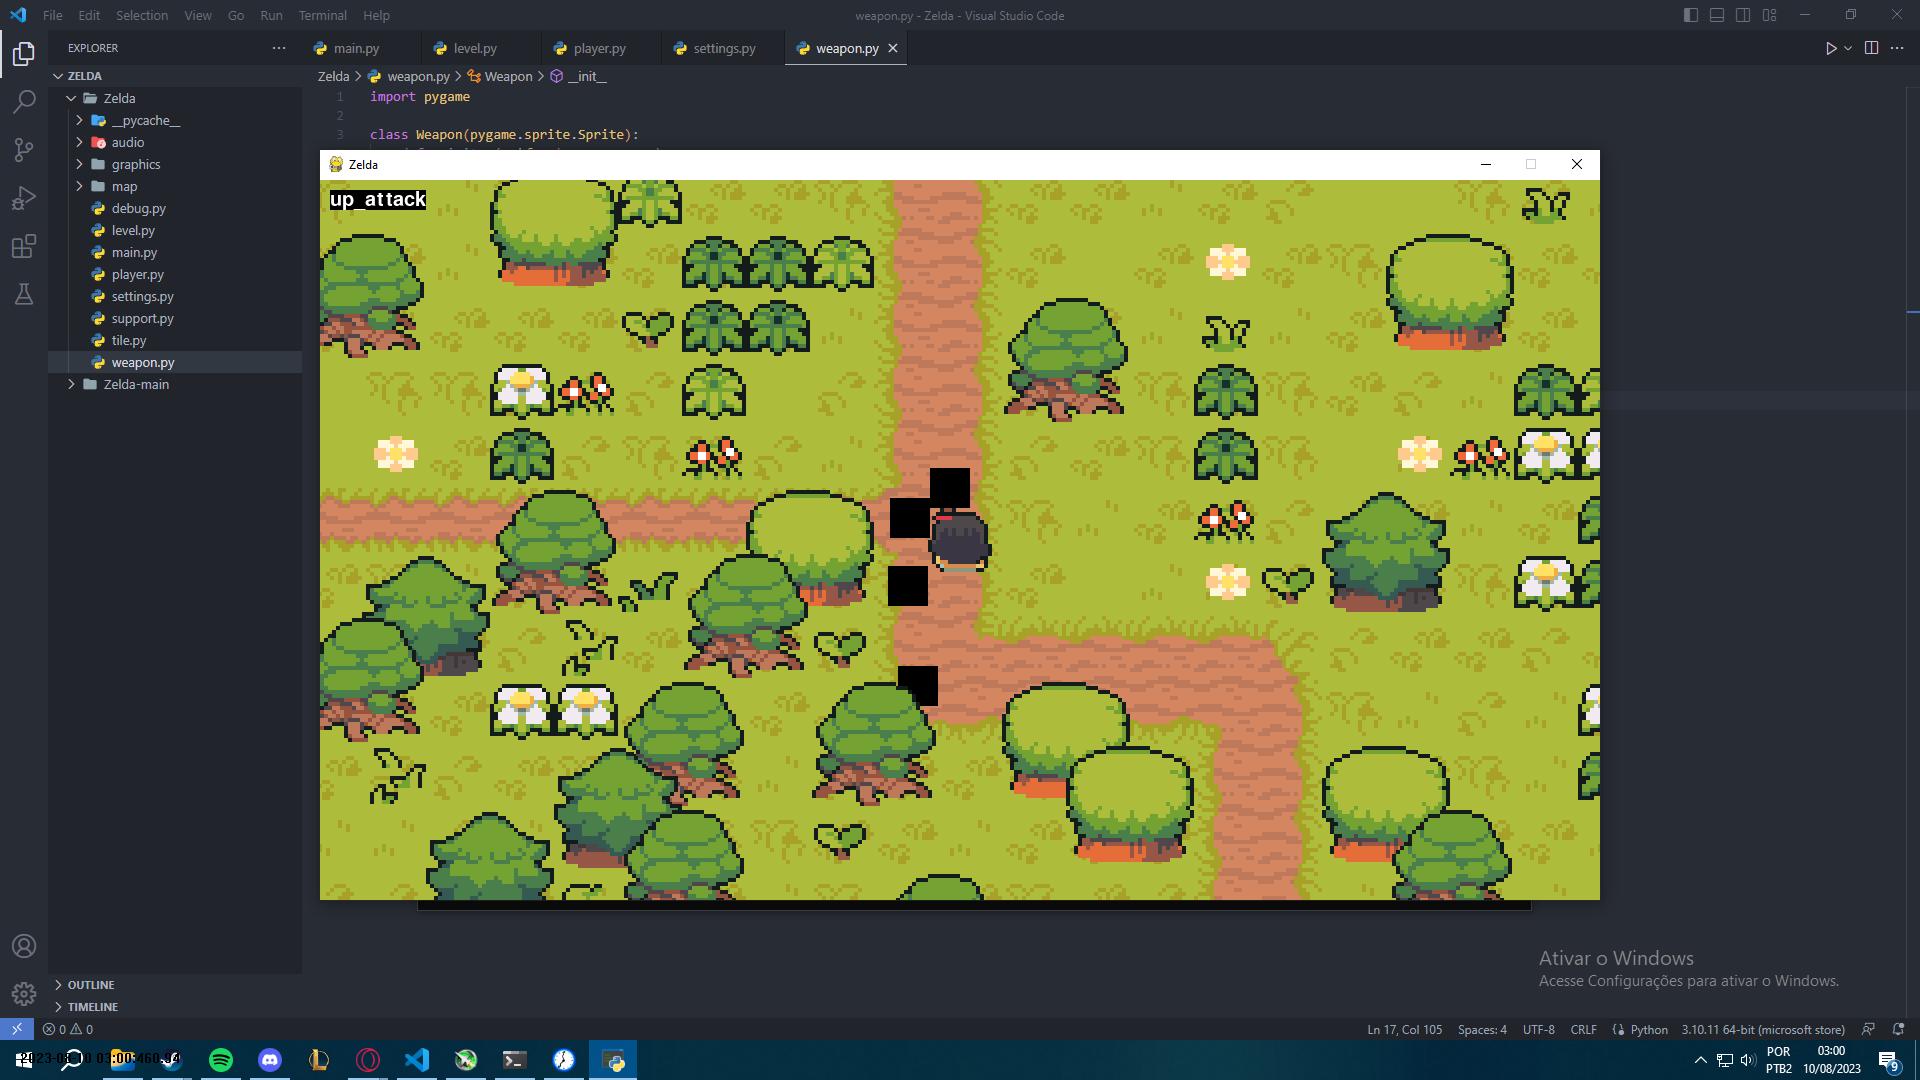 File Edit Selection View Go Run Terminal Help
weapon.py - Zelda - Visual Studio Code
EXPLORER
main.py
level.py
player.py
settings.py
weapon.py
ZELDA
Zelda > weapon.py > Weapon > __init__
Zelda
__pycache__
audio
graphics
map
debug.py
level.py
main.py
player.py
settings.py
support.py
tile.py
weapon.py
Zelda-main
1 import pygame
2
3 class Weapon(pygame.sprite.Sprite):
Zelda
up_attack
Ativar o Windows
Acesse Configurações para ativar o Windows.
OUTLINE
TIMELINE
0 0
Ln 17, Col 105 Spaces: 4 UTF-8 CRLF Python 3.10.11 64-bit (microsoft store)
POR
PTB2
03:00
10/08/2023
9